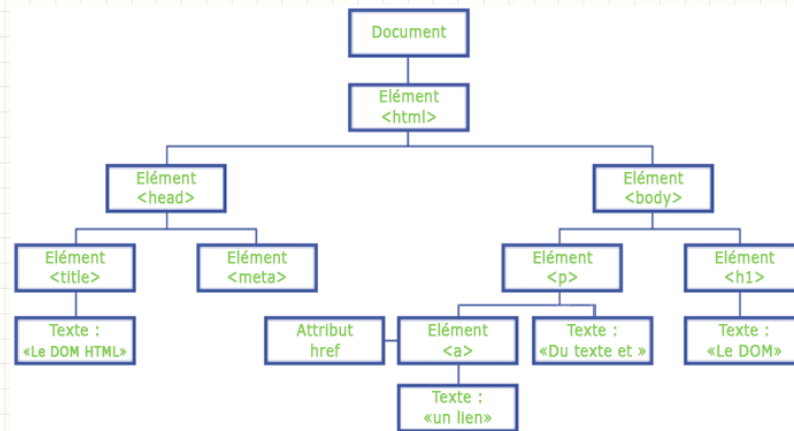 Document
Elément
<html>
Elément
<head>
Elément
<body>
Elément
<title>
Elément
<meta>
Elément
<p>
Elément
<h1>
Texte :
«Le DOM HTML»
Attribut
href
Elément
<a>
Texte :
«Du texte et »
Texte :
«Le DOM»
Texte :
«un lien»